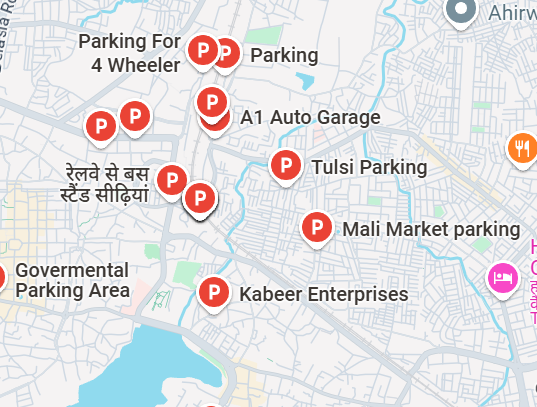 Ahirw
Parking For
4 Wheeler
P
P
Parking
P
A1 Auto Garage
P
P
P
Tulsi Parking
रेलवे से बस
स्टैंड सीढ़ियां
P
P
P
Mali Market parking
Govermental
Parking Area
P
Kabeer Enterprises
H